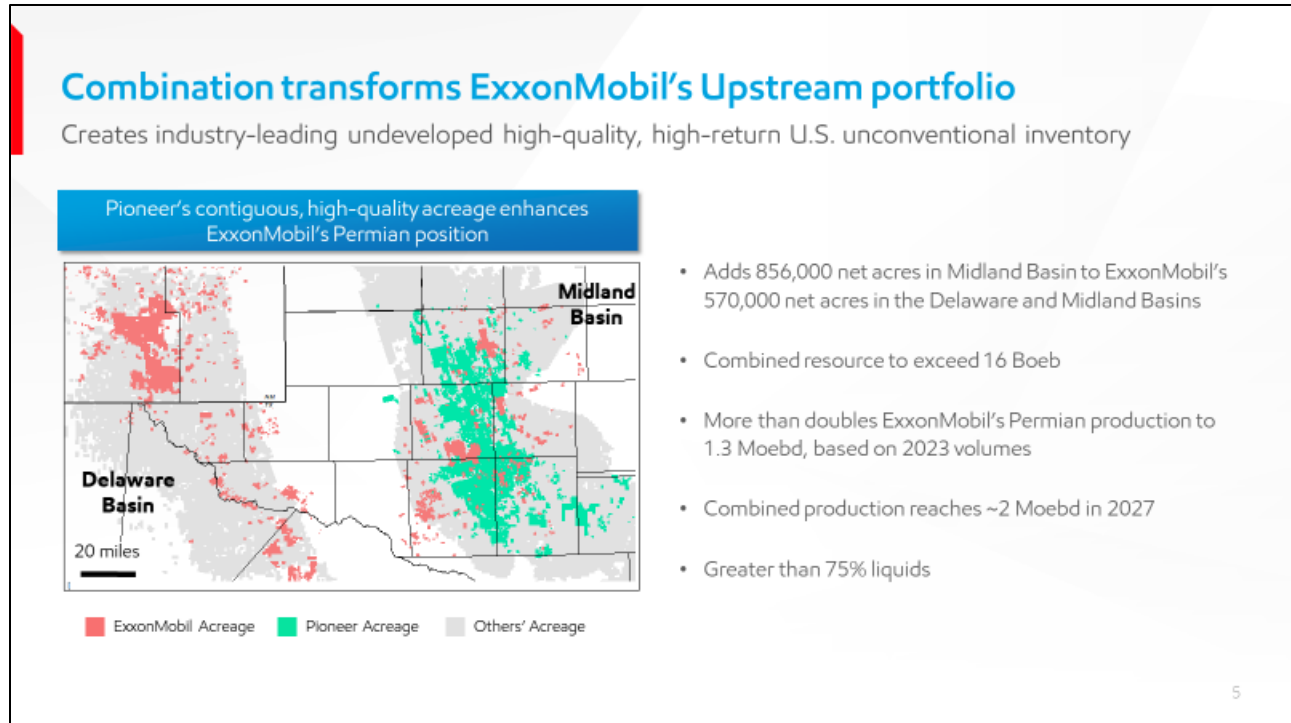 Combination transforms ExxonMobil's Upstream portfolio
Creates industry-leading undeveloped high-quality, high-return U.S. unconventional inventory
Pioneer's contiguous, high-quality acreage enhances
ExxonMobil's Permian position
Midland
Basin
NM
TX
Delaware
Basin
20 miles
ExxonMobil Acreage
Pioneer Acreage
Others' Acreage
• Adds 856,000 net acres in Midland Basin to ExxonMobil's
570,000 net acres in the Delaware and Midland Basins
• Combined resource to exceed 16 Boeb
• More than doubles ExxonMobil's Permian production to
1.3 Moebd, based on 2023 volumes
• Combined production reaches ~2 Moebd in 2027
• Greater than 75% liquids
5